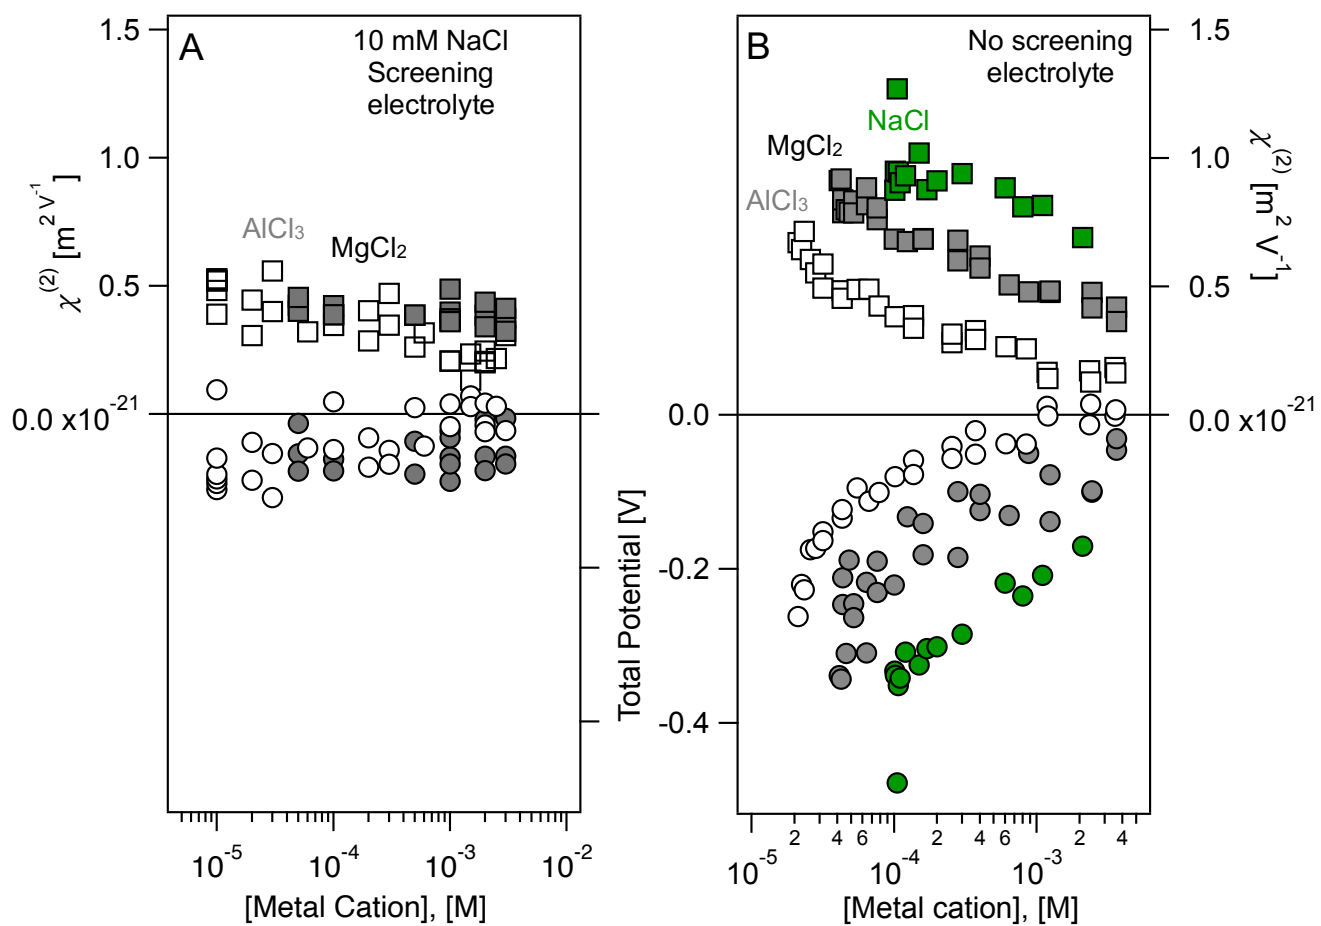 A
10 mM NaCl
Screening
electrolyte
1.5
1.0
0.5
0.0 x10⁻²¹
χ⁽²⁾ [m² V⁻¹]
AlCl₃
MgCl₂
10⁻⁵ 10⁻⁴ 10⁻³ 10⁻²
[Metal Cation], [M]
B
No screening
electrolyte
NaCl
MgCl₂
AlCl₃
0.0
-0.2
-0.4
Total Potential [V]
1.5
1.0
0.5
0.0 x10⁻²¹
χ⁽²⁾ [m² V⁻¹]
2 4 6 2 4 6 2 4
10⁻⁵ 10⁻⁴ 10⁻³
[Metal cation], [M]